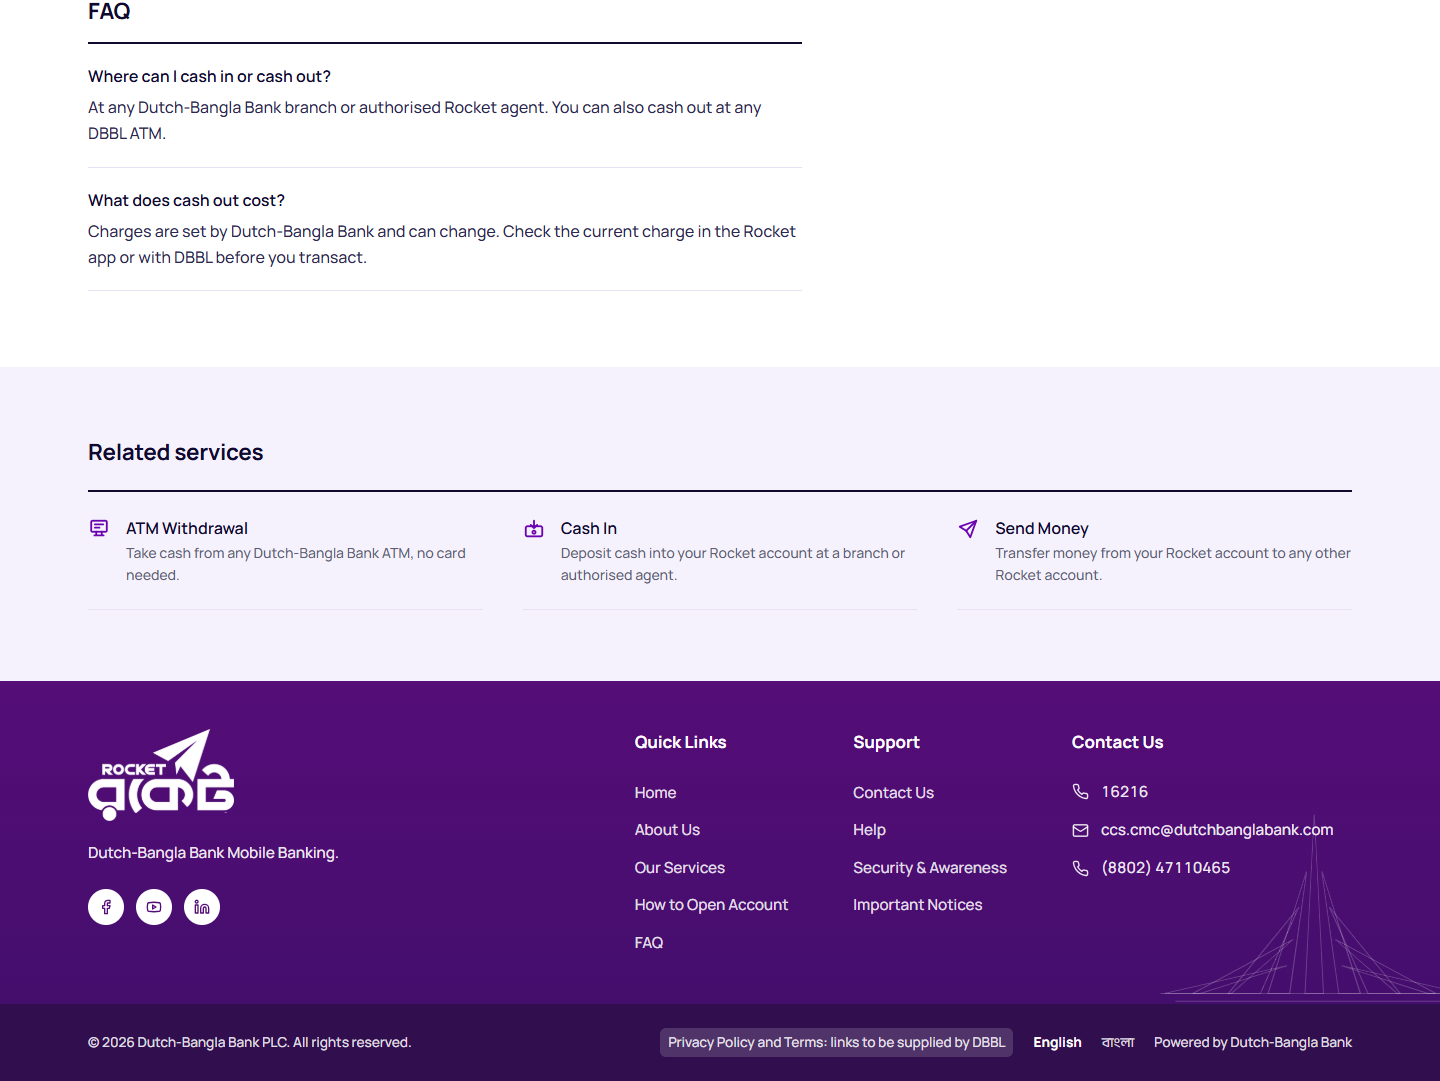 FAQ
Where can I cash in or cash out?
At any Dutch-Bangla Bank branch or authorised Rocket agent. You can also cash out at any
DBBL ATM.
What does cash out cost?
Charges are set by Dutch-Bangla Bank and can change. Check the current charge in the Rocket
app or with DBBL before you transact.
Related services
ATM Withdrawal
Take cash from any Dutch-Bangla Bank ATM, no card
needed.
Cash In
Deposit cash into your Rocket account at a branch or
authorised agent.
Send Money
Transfer money from your Rocket account to any other
Rocket account.
ROCKET
রকেট
Dutch-Bangla Bank Mobile Banking.
Quick Links
Home
About Us
Our Services
How to Open Account
FAQ
Support
Contact Us
Help
Security & Awareness
Important Notices
Contact Us
16216
ccs.cmc@dutchbanglabank.com
(8802) 47110465
© 2026 Dutch-Bangla Bank PLC. All rights reserved.
Privacy Policy and Terms: links to be supplied by DBBL
English
বাংলা
Powered by Dutch-Bangla Bank